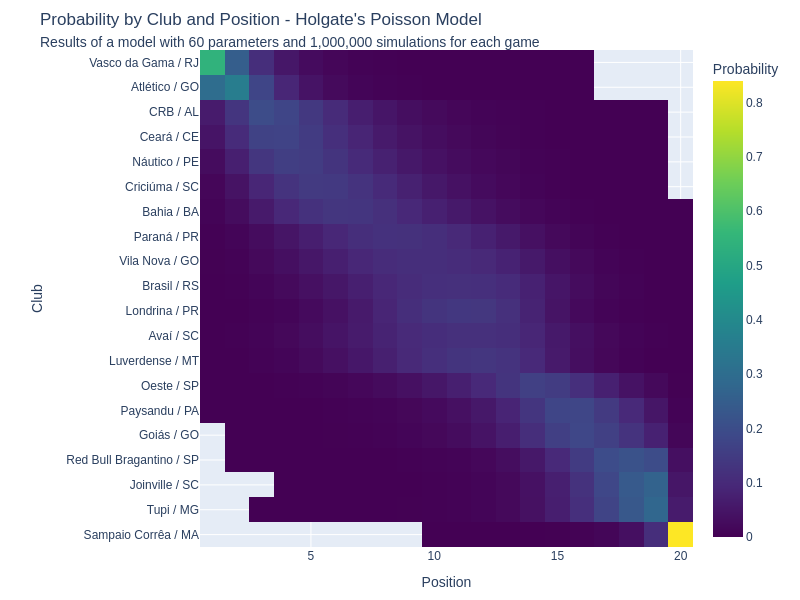 Probability by Club and Position - Holgate's Poisson Model
Results of a model with 60 parameters and 1,000,000 simulations for each game
Probability
Vasco da Gama / RJ
Atlético / GO
CRB / AL
Ceará / CE
Náutico / PE
Criciúma / SC
Bahia / BA
Paraná / PR
Vila Nova / GO
Brasil / RS
Londrina / PR
Avaí / SC
Luverdense / MT
Oeste / SP
Paysandu / PA
Goiás / GO
Red Bull Bragantino / SP
Joinville / SC
Tupi / MG
Sampaio Corrêa / MA
Club
5
10
15
20
Position
0.8
0.7
0.6
0.5
0.4
0.3
0.2
0.1
0